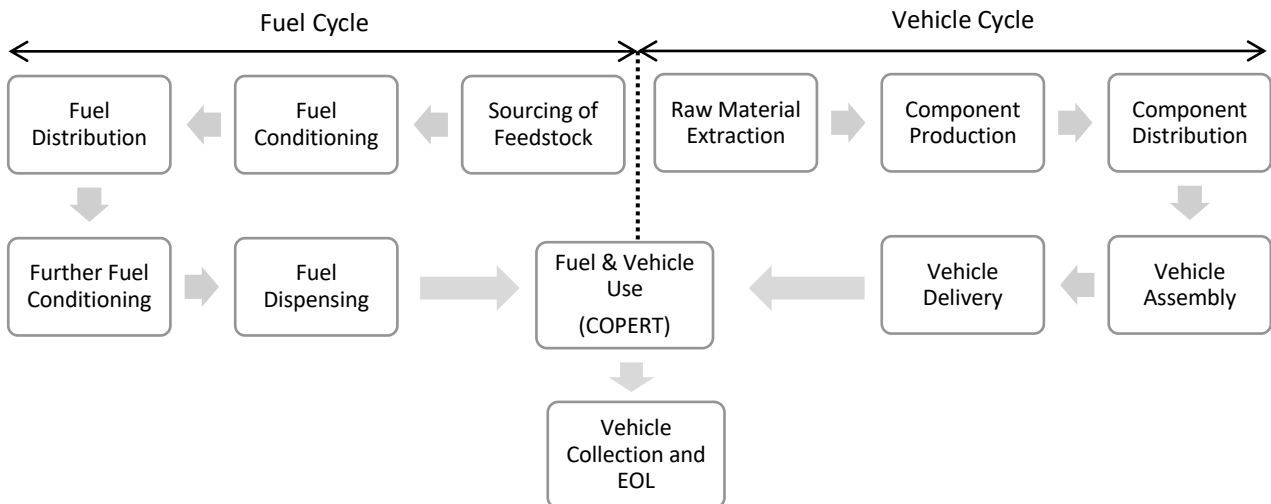 Fuel Cycle
Vehicle Cycle
Fuel
Distribution
Fuel
Conditioning
Sourcing of
Feedstock
Raw Material
Extraction
Component
Production
Component
Distribution
Further Fuel
Conditioning
Fuel
Dispensing
Fuel & Vehicle
Use
(COPERT)
Vehicle
Delivery
Vehicle
Assembly
Vehicle
Collection and
EOL